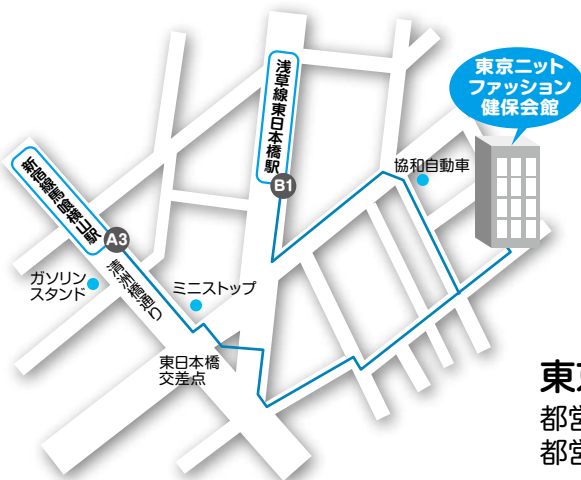 東京ニット
ファッション
健保会館
浅草線東日本橋駅
B1
協和自動車
新宿線馬喰横山駅
A3
ガソリン
スタンド
清洲橋通り
ミニストップ
東日本橋
交差点
都営
都営